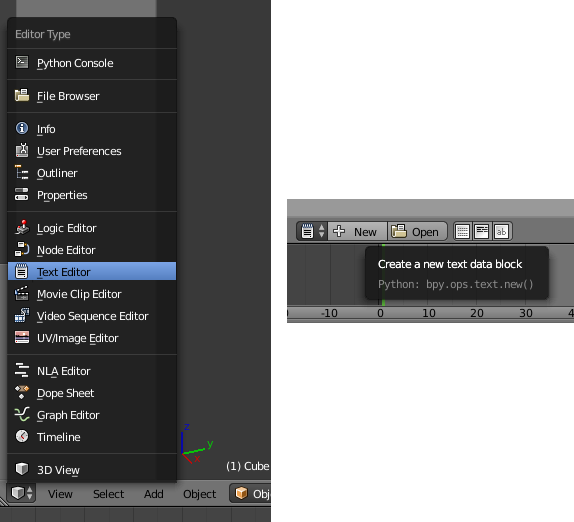 Editor Type
Python Console
File Browser
Info
User Preferences
Outliner
Properties
Logic Editor
Node Editor
Text Editor
Movie Clip Editor
Video Sequence Editor
UV/Image Editor
NLA Editor
Dope Sheet
Graph Editor
Timeline
3D View
z
y
x
(1) Cube
View Select Add Object Obj
New Open ab
Create a new text data block
Python: bpy.ops.text.new()
-10 0 10 20 30 4